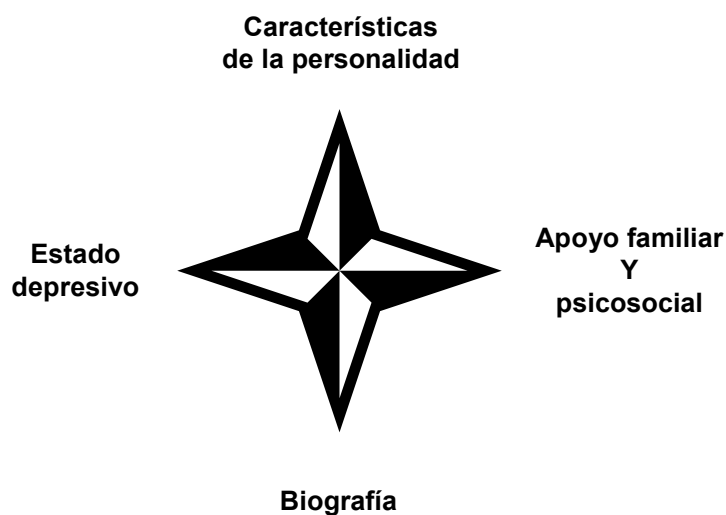 Características
de la personalidad
Estado
depresivo
Apoyo familiar
Y
psicosocial
Biografía